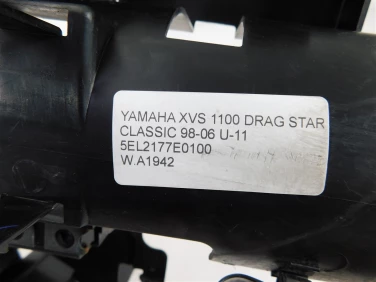 YAMAHA XVS 1100 DRAG STAR
CLASSIC 98-06 U-11
5EL2177E0100
W.A1942